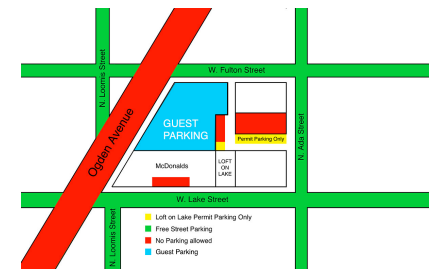 N. Loomis Street
W. Fulton Street
Ogden Avenue
GUEST
PARKING
Permit Parking Only
N. Ada Street
McDonalds
LOFT
ON
LAKE
W. Lake Street
N. Loomis Street
Loft on Lake Permit Parking Only
Free Street Parking
No Parking allowed
Guest Parking